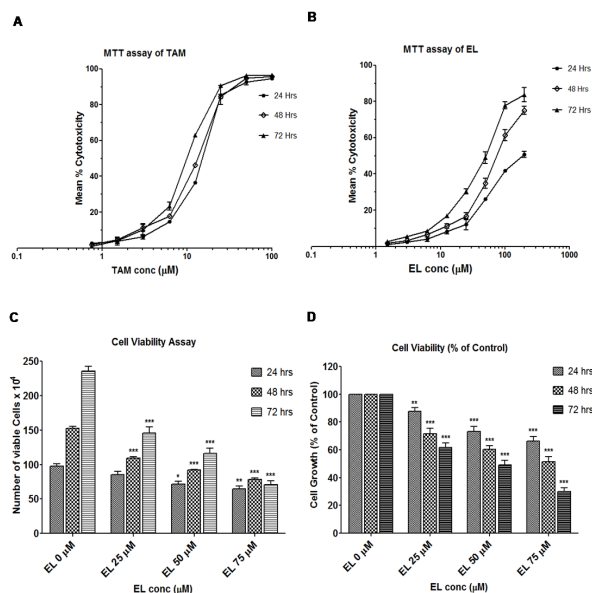 A
MTT assay of TAM
Mean % Cytotoxicity
100
80
60
40
20
0.1
1
10
100
TAM conc (μM)
24 Hrs
48 Hrs
72 Hrs
B
MTT assay of EL
Mean % Cytotoxicity
100
80
60
40
20
0.1
1
10
100
1000
EL conc (μM)
24 Hrs
48 Hrs
72 Hrs
C
Cell Viability Assay
Number of viable Cells x 10⁴
250
200
150
100
50
0
24 hrs
48 hrs
72 hrs
*** ***
* *** ***
** *** ***
EL 0 μM
EL 25 μM
EL 50 μM
EL 75 μM
EL conc (μM)
D
Cell Viability (% of Control)
Cell Growth (% of Control)
120
100
80
60
40
20
0
24 hrs
48 hrs
72 hrs
** *** ***
*** *** ***
*** *** ***
EL 0 μM
EL 25 μM
EL 50 μM
EL 75 μM
EL conc (μM)